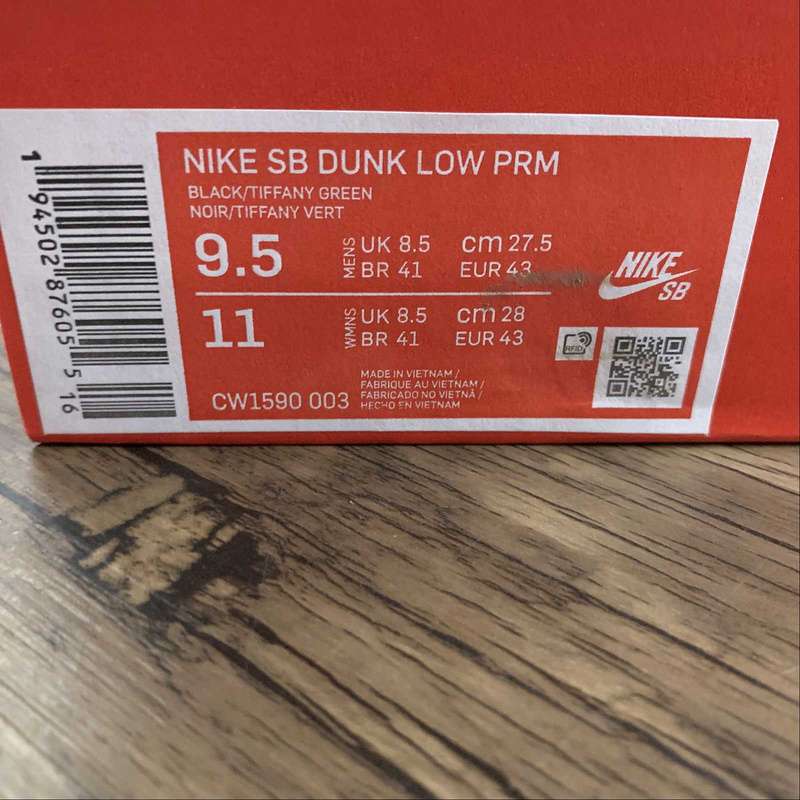 1 94502 87605 5 16
NIKE SB DUNK LOW PRM
BLACK/TIFFANY GREEN
NOIR/TIFFANY VERT
9.5
MENS
UK 8.5 cm 27.5
BR 41 EUR 43
11
WMNS
UK 8.5 cm 28
BR 41 EUR 43
NIKE
SB
RFID
CW1590 003
MADE IN VIETNAM /
FABRIQUE AU VIETNAM /
FABRICADO NO VIETNÃ /
HECHO EN VIETNAM